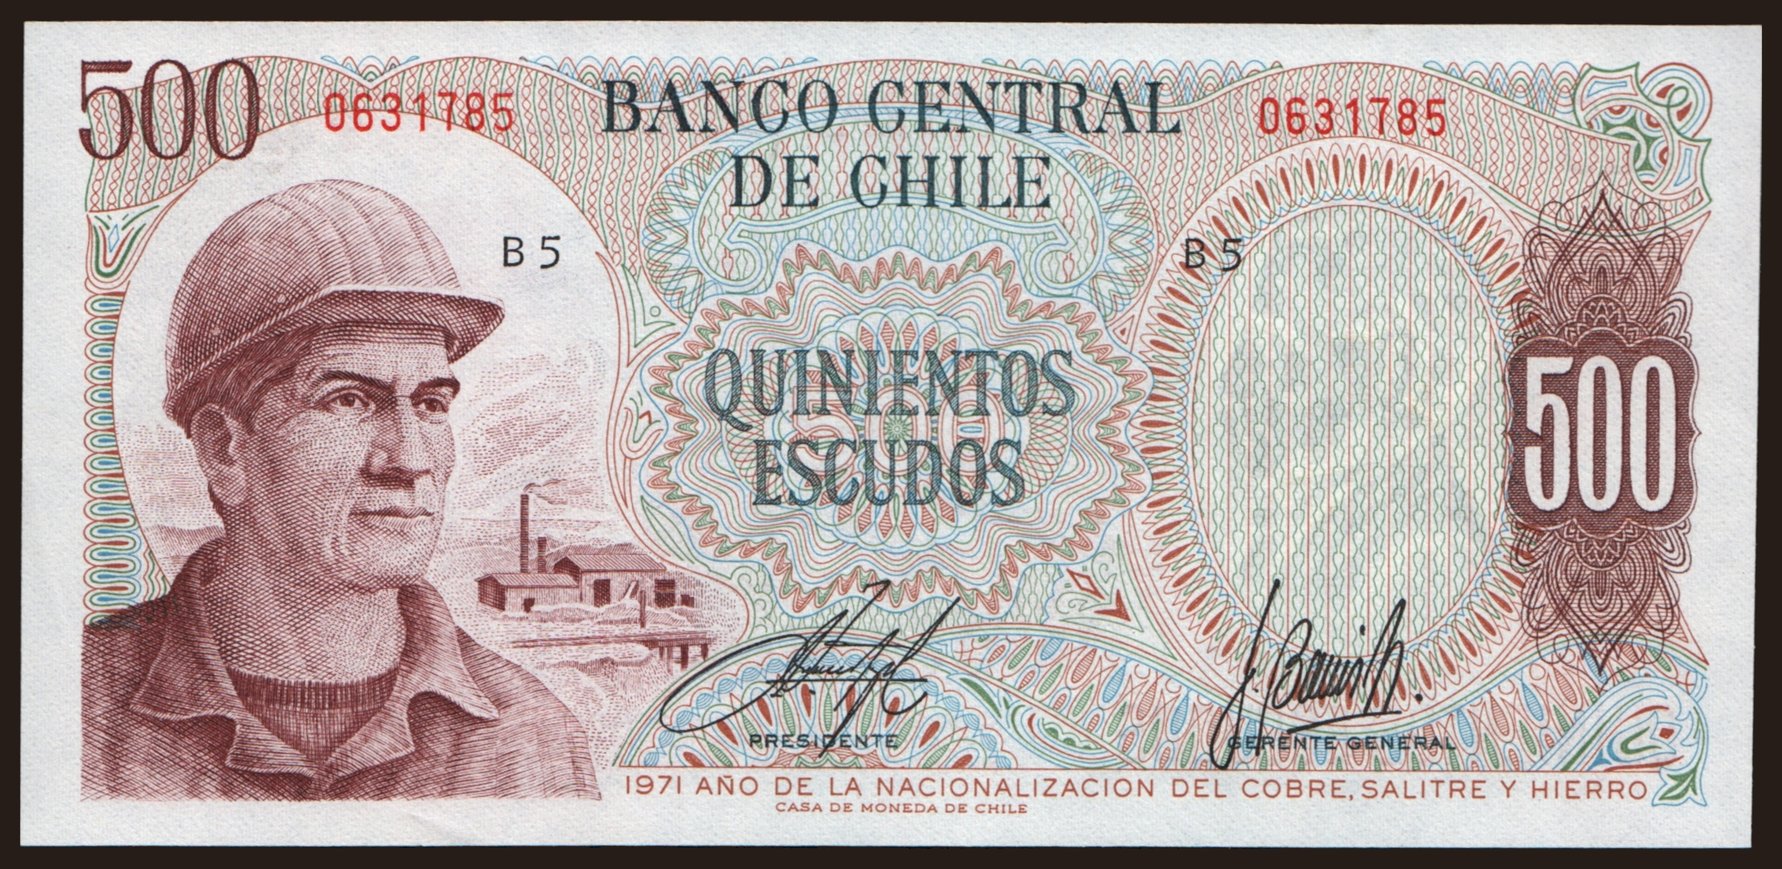 500
0631785
BANCO CENTRAL
DE CHILE
0631785
B 5
B 5
QUINIENTOS
ESCUDOS
500
500
PRESIDENTE
GERENTE GENERAL
1971 AÑO DE LA NACIONALIZACION DEL COBRE, SALITRE Y HIERRO
CASA DE MONEDA DE CHILE